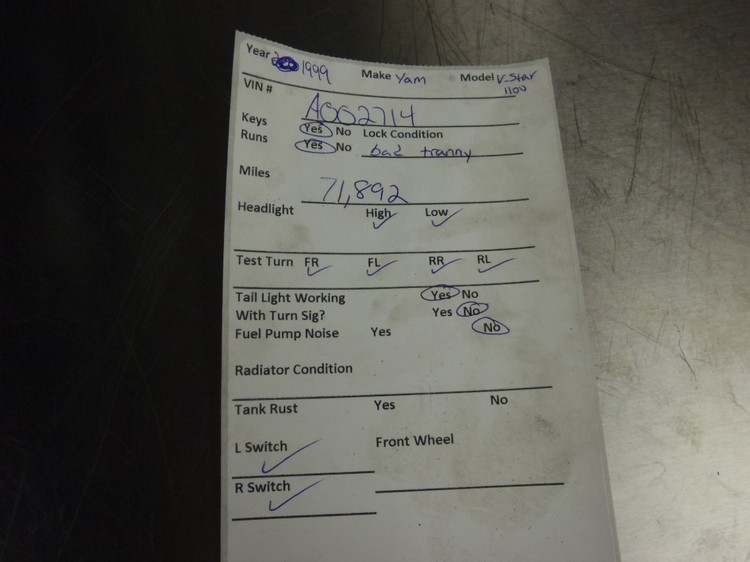 Year 1999 Make Yam Model V-Star
1100
VIN # A002714
Keys Yes No Lock Condition
Runs Yes No bad tranny
Miles 71,892
Headlight High Low
Test Turn FR FL RR RL
Tail Light Working Yes No
With Turn Sig? Yes No
Fuel Pump Noise Yes No
Radiator Condition
Tank Rust Yes No
L Switch Front Wheel
R Switch